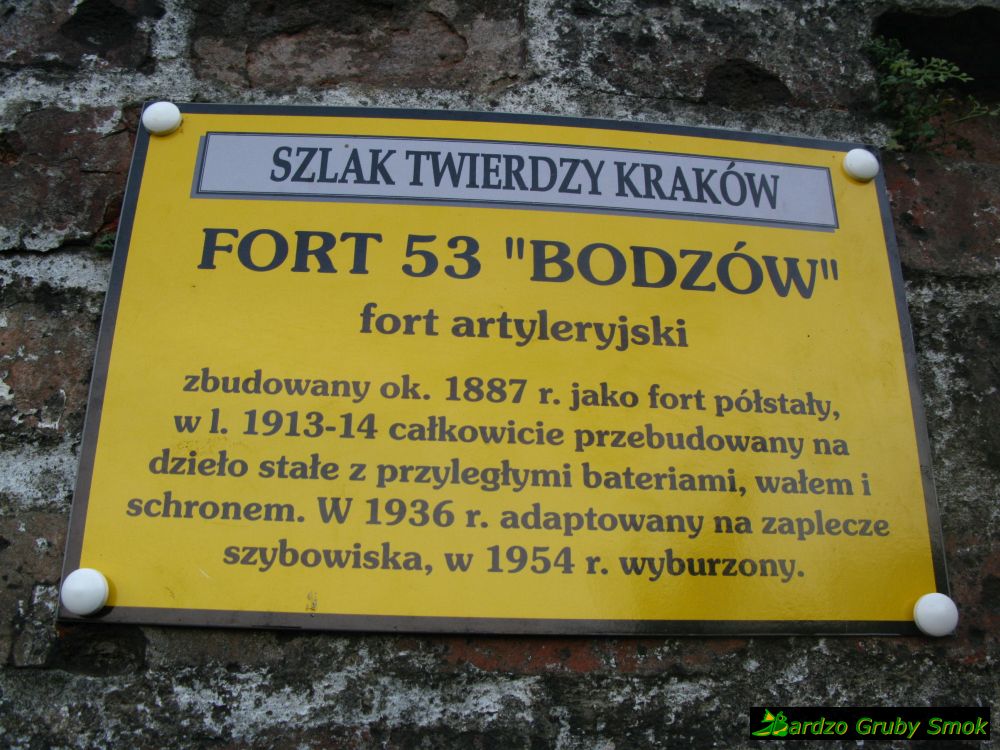 SZLAK TWIERDZY KRAKÓW
FORT 53 "BODZÓW"
fort artyleryjski
zbudowany ok. 1887 r. jako fort półstały,
w l. 1913-14 całkowicie przebudowany na
dzieło stałe z przyległymi bateriami, wałem i
schronem. W 1936 r. adaptowany na zaplecze
szybowiska, w 1954 r. wyburzony.
Bardzo Gruby Smok